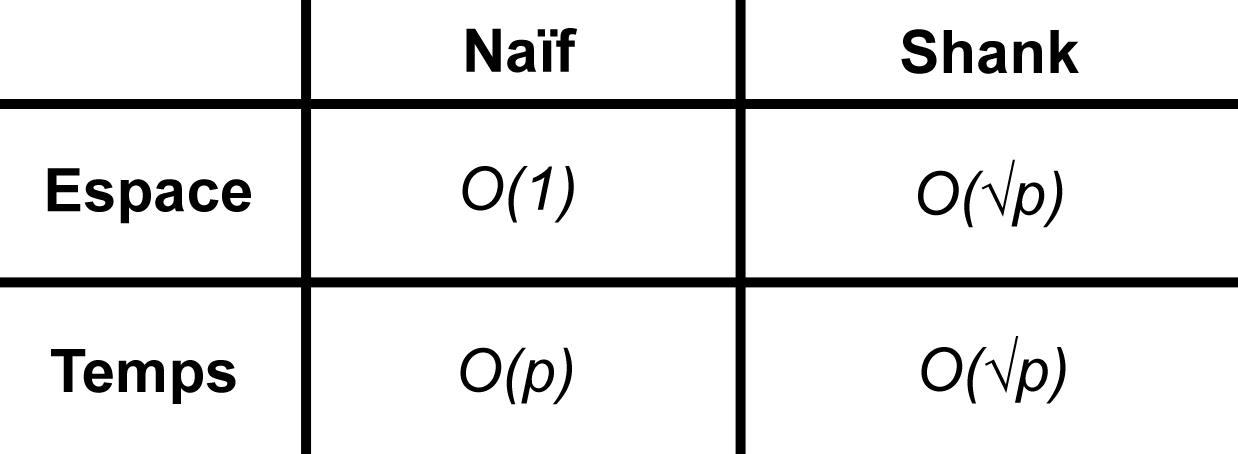 Naïf Shank
Espace O(1) O(√p)
Temps O(p) O(√p)